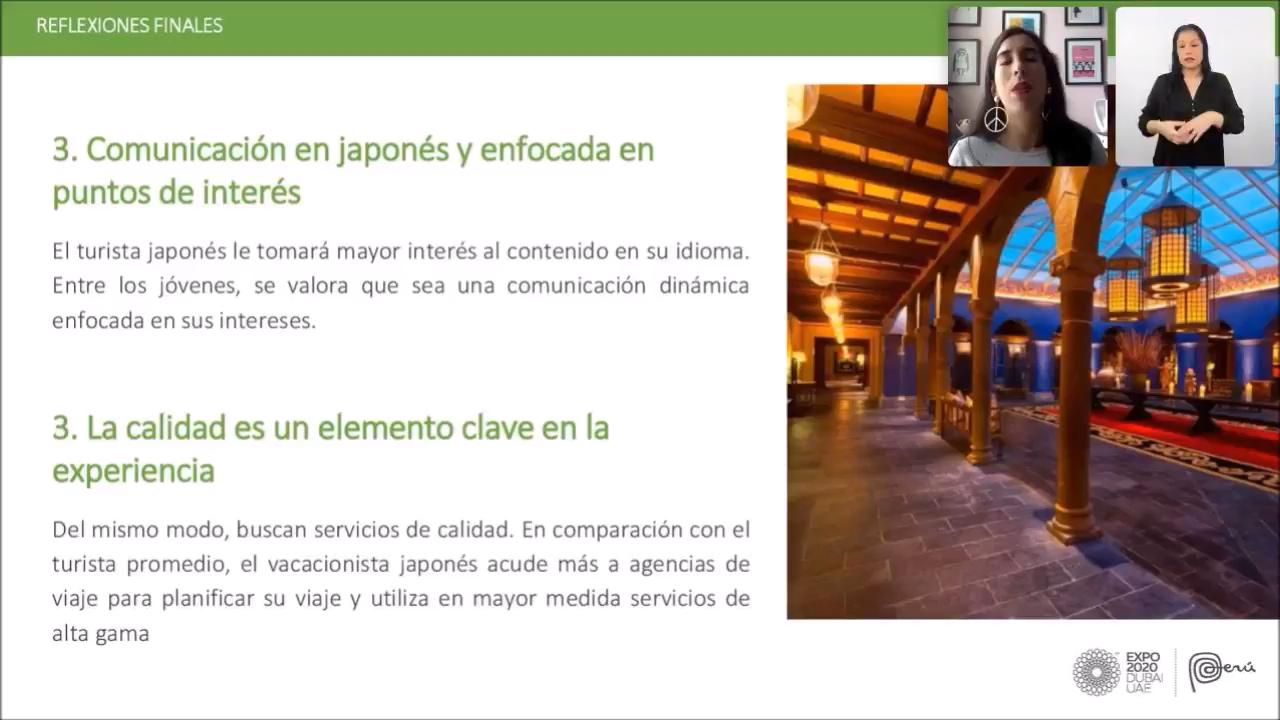 REFLEXIONES FINALES
3. Comunicación en japonés y enfocada en
puntos de interés
El turista japonés le tomará mayor interés al contenido en su idioma.
Entre los jóvenes, se valora que sea una comunicación dinámica
enfocada en sus intereses.
3. La calidad es un elemento clave en la
experiencia
Del mismo modo, buscan servicios de calidad. En comparación con el
turista promedio, el vacacionista japonés acude más a agencias de
viaje para planificar su viaje y utiliza en mayor medida servicios de
alta gama
EXPO
2020
DUBAI
UAE
Perú